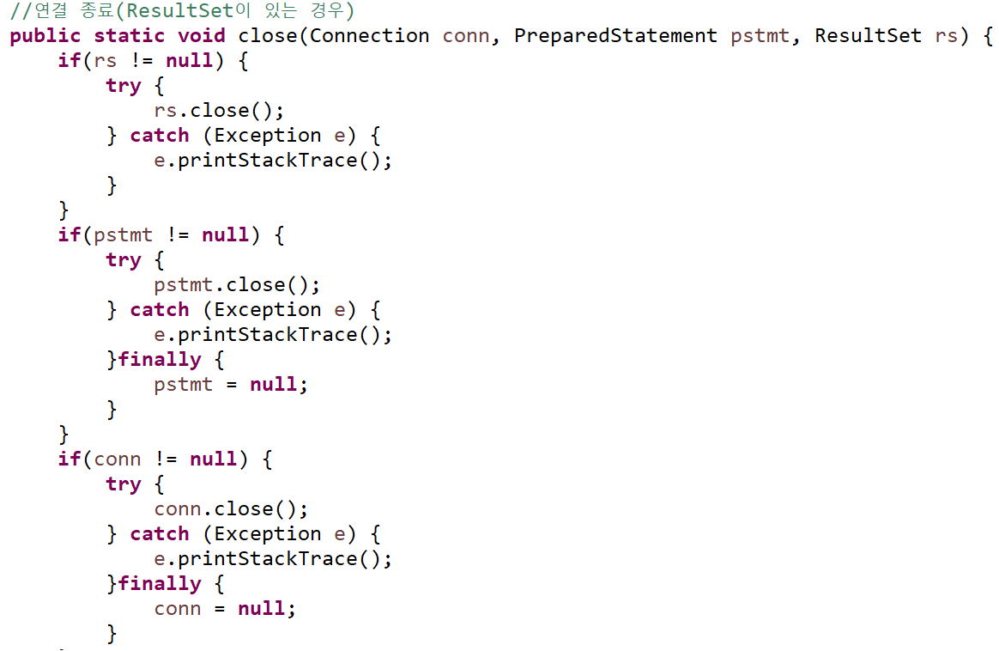 //연결 종료(ResultSet이 있는 경우)
public static void close(Connection conn, PreparedStatement pstmt, ResultSet rs) {
    if(rs != null) {
        try {
            rs.close();
        } catch (Exception e) {
            e.printStackTrace();
        }
    }
    if(pstmt != null) {
        try {
            pstmt.close();
        } catch (Exception e) {
            e.printStackTrace();
        }finally {
            pstmt = null;
        }
    }
    if(conn != null) {
        try {
            conn.close();
        } catch (Exception e) {
            e.printStackTrace();
        }finally {
            conn = null;
        }